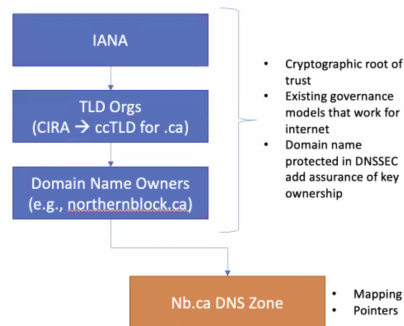 IANA
TLD Orgs
(CIRA → ccTLD for .ca)
Domain Name Owners
(e.g., northernblock.ca)
• Cryptographic root of
trust
• Existing governance
models that work for
internet
• Domain name
protected in DNSSEC
add assurance of key
ownership
Nb.ca DNS Zone
• Mapping
• Pointers